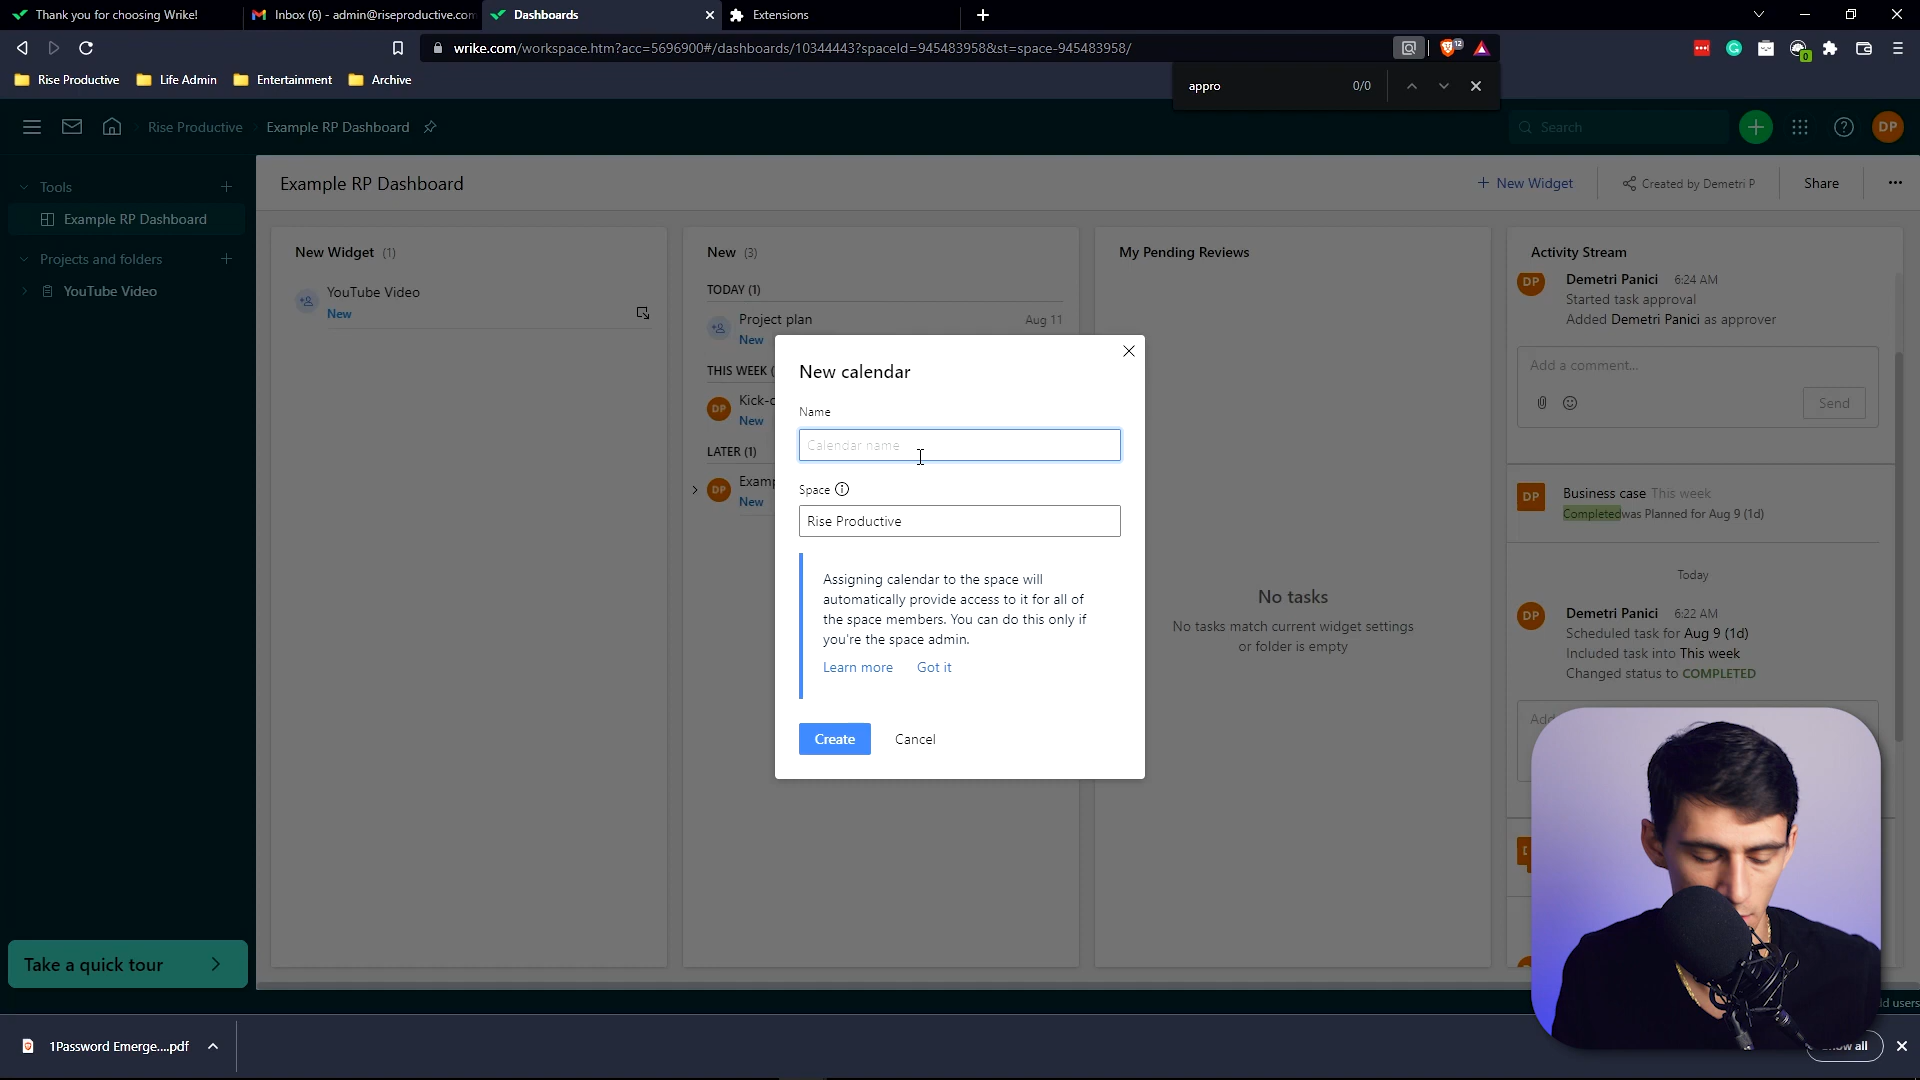 Thank you for choosing Wrike!
Inbox (6) - admin@riseproductive.com
Dashboards
Extensions
wrike.com/workspace.htm?acc=5696900#/dashboards/10344443?spaceId=945483958&st=space-945483958/
12
0
Rise Productive
Life Admin
Entertainment
Archive
appro
0/0
Rise Productive
Example RP Dashboard
Search
DP
Tools
Example RP Dashboard
Projects and folders
YouTube Video
Take a quick tour
Example RP Dashboard
New Widget
Created by Demetri P
Share
New Widget (1)
YouTube Video
New
New (3)
TODAY (1)
Project plan
Aug 11
New
THIS WEEK (
DP
Kick-o
New
LATER (1)
DP
Examp
New
My Pending Reviews
No tasks
No tasks match current widget settings
or folder is empty
Activity Stream
DP
Demetri Panici 6:24 AM
Started task approval
Added Demetri Panici as approver
Add a comment...
Send
DP
Business case This week
Completed was Planned for Aug 9 (1d)
Today
DP
Demetri Panici 6:22 AM
Scheduled task for Aug 9 (1d)
Included task into This week
Changed status to COMPLETED
Add
New calendar
Name
Calendar name
Space
Rise Productive
Assigning calendar to the space will
automatically provide access to it for all of
the space members. You can do this only if
you're the space admin.
Learn more
Got it
Create
Cancel
users
1Password Emerge....pdf
all